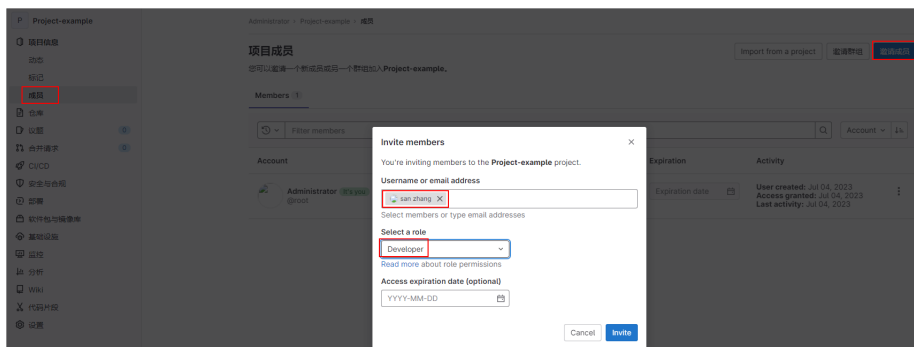 P Project-example
项目信息
动态
标记
成员
仓库
议题 0
合并请求 0
CI/CD
安全与合规
部署
软件包与镜像库
基础设施
监控
分析
Wiki
代码片段
设置
Administrator > Project-example > 成员
项目成员
您可以邀请一个新成员或另一个群组加入Project-example。
Import from a project 邀请群组 邀请成员
Members 1
Filter members
Account
Account Expiration Activity
Administrator It's you
@root
Expiration date
User created: Jul 04, 2023
Access granted: Jul 04, 2023
Last activity: Jul 04, 2023
Invite members
You're inviting members to the Project-example project.
Username or email address
san zhang
Select members or type email addresses
Select a role
Developer
Read more about role permissions
Access expiration date (optional)
YYYY-MM-DD
Cancel Invite